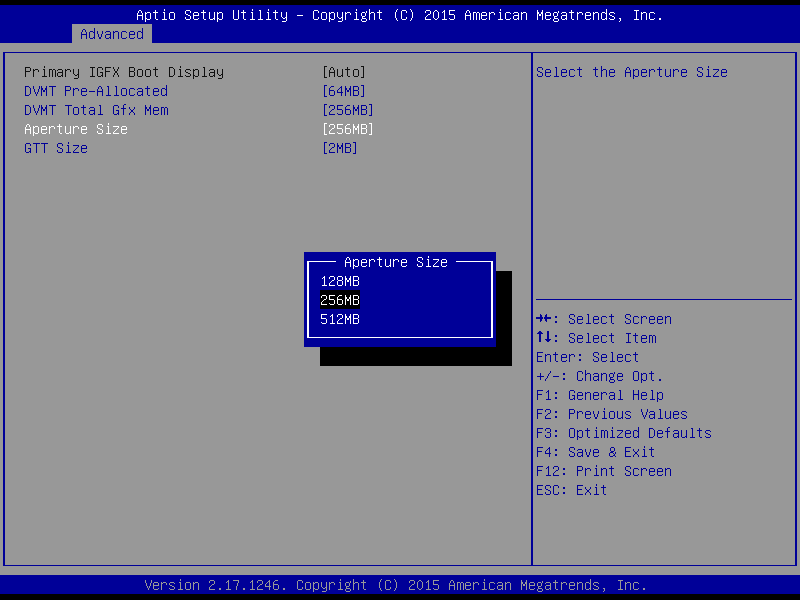 Aptio Setup Utility – Copyright (C) 2015 American Megatrends, Inc.
Advanced
Primary IGFX Boot Display [Auto]
DVMT Pre-Allocated [64MB]
DVMT Total Gfx Mem [256MB]
Aperture Size [256MB]
GTT Size [2MB]
Aperture Size
128MB
256MB
512MB
Select the Aperture Size
→←: Select Screen
↑↓: Select Item
Enter: Select
+/-: Change Opt.
F1: General Help
F2: Previous Values
F3: Optimized Defaults
F4: Save & Exit
F12: Print Screen
ESC: Exit
Version 2.17.1246. Copyright (C) 2015 American Megatrends, Inc.